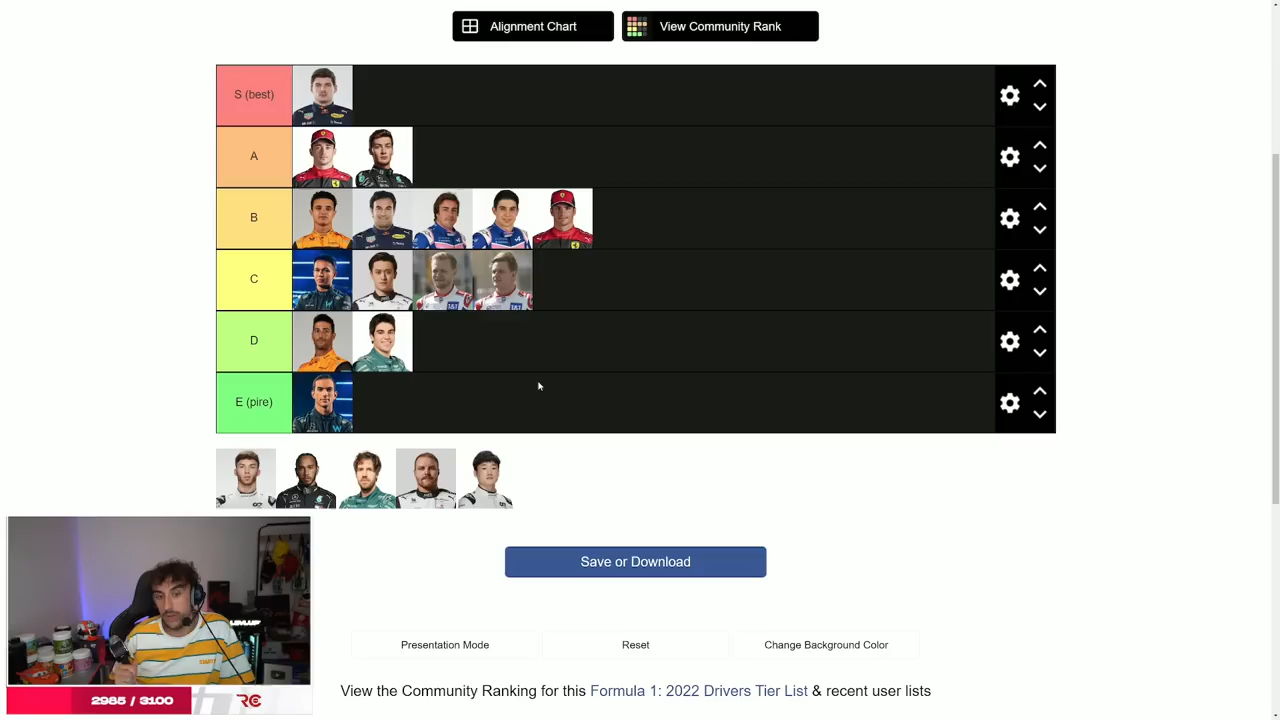 Alignment Chart
View Community Rank
S (best)
A
B
C
D
E (pire)
2985 / 3100
Save or Download
Presentation Mode
Reset
Change Background Color
View the Community Ranking for this Formula 1: 2022 Drivers Tier List & recent user lists